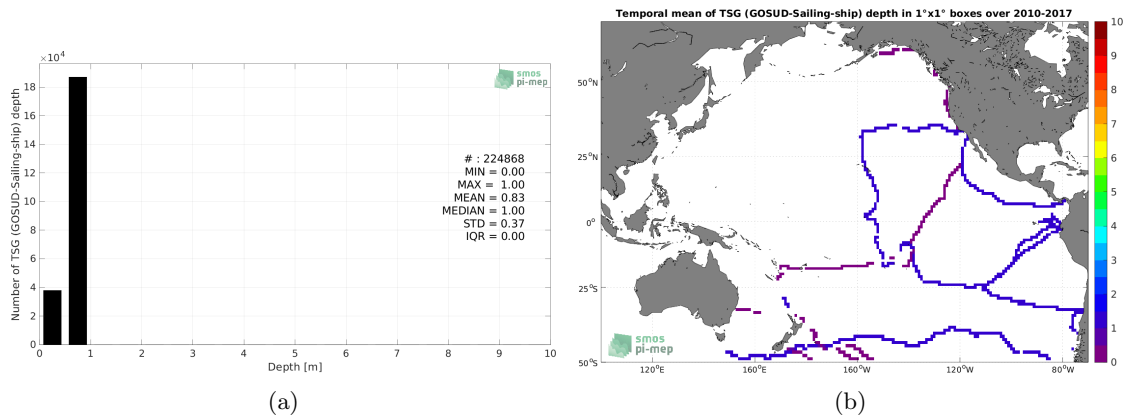 ×10⁴
18
16
14
12
10
8
6
4
2
0
Number of TSG (GOSUD-Sailing-ship) depth
smos
pi-mep
# : 224868
MIN = 0.00
MAX = 1.00
MEAN = 0.83
MEDIAN = 1.00
STD = 0.37
IQR = 0.00
0 1 2 3 4 5 6 7 8 9 10
Depth [m]
(a)
Temporal mean of TSG (GOSUD-Sailing-ship) depth in 1°x1° boxes over 2010-2017
50°N
25°N
0°
25°S
50°S
smos
pi-mep
120°E 160°E 160°W 120°W 80°W
10
9
8
7
6
5
4
3
2
1
0
(b)